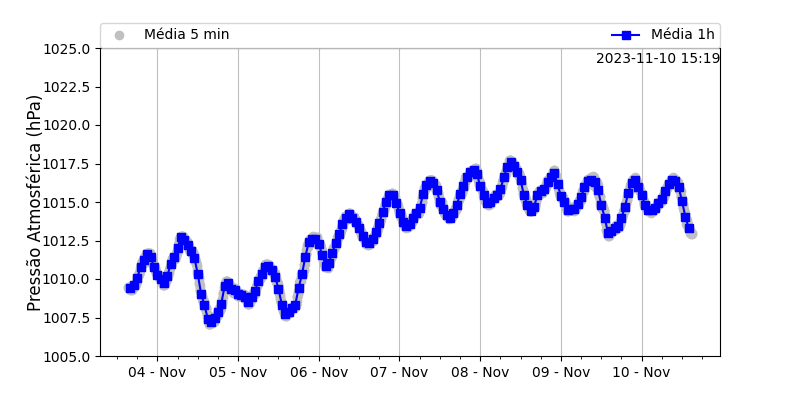 Média 5 min
Média 1h
2023-11-10 15:19
Pressão Atmosférica (hPa)
1025.0
1022.5
1020.0
1017.5
1015.0
1012.5
1010.0
1007.5
1005.0
04 - Nov
05 - Nov
06 - Nov
07 - Nov
08 - Nov
09 - Nov
10 - Nov